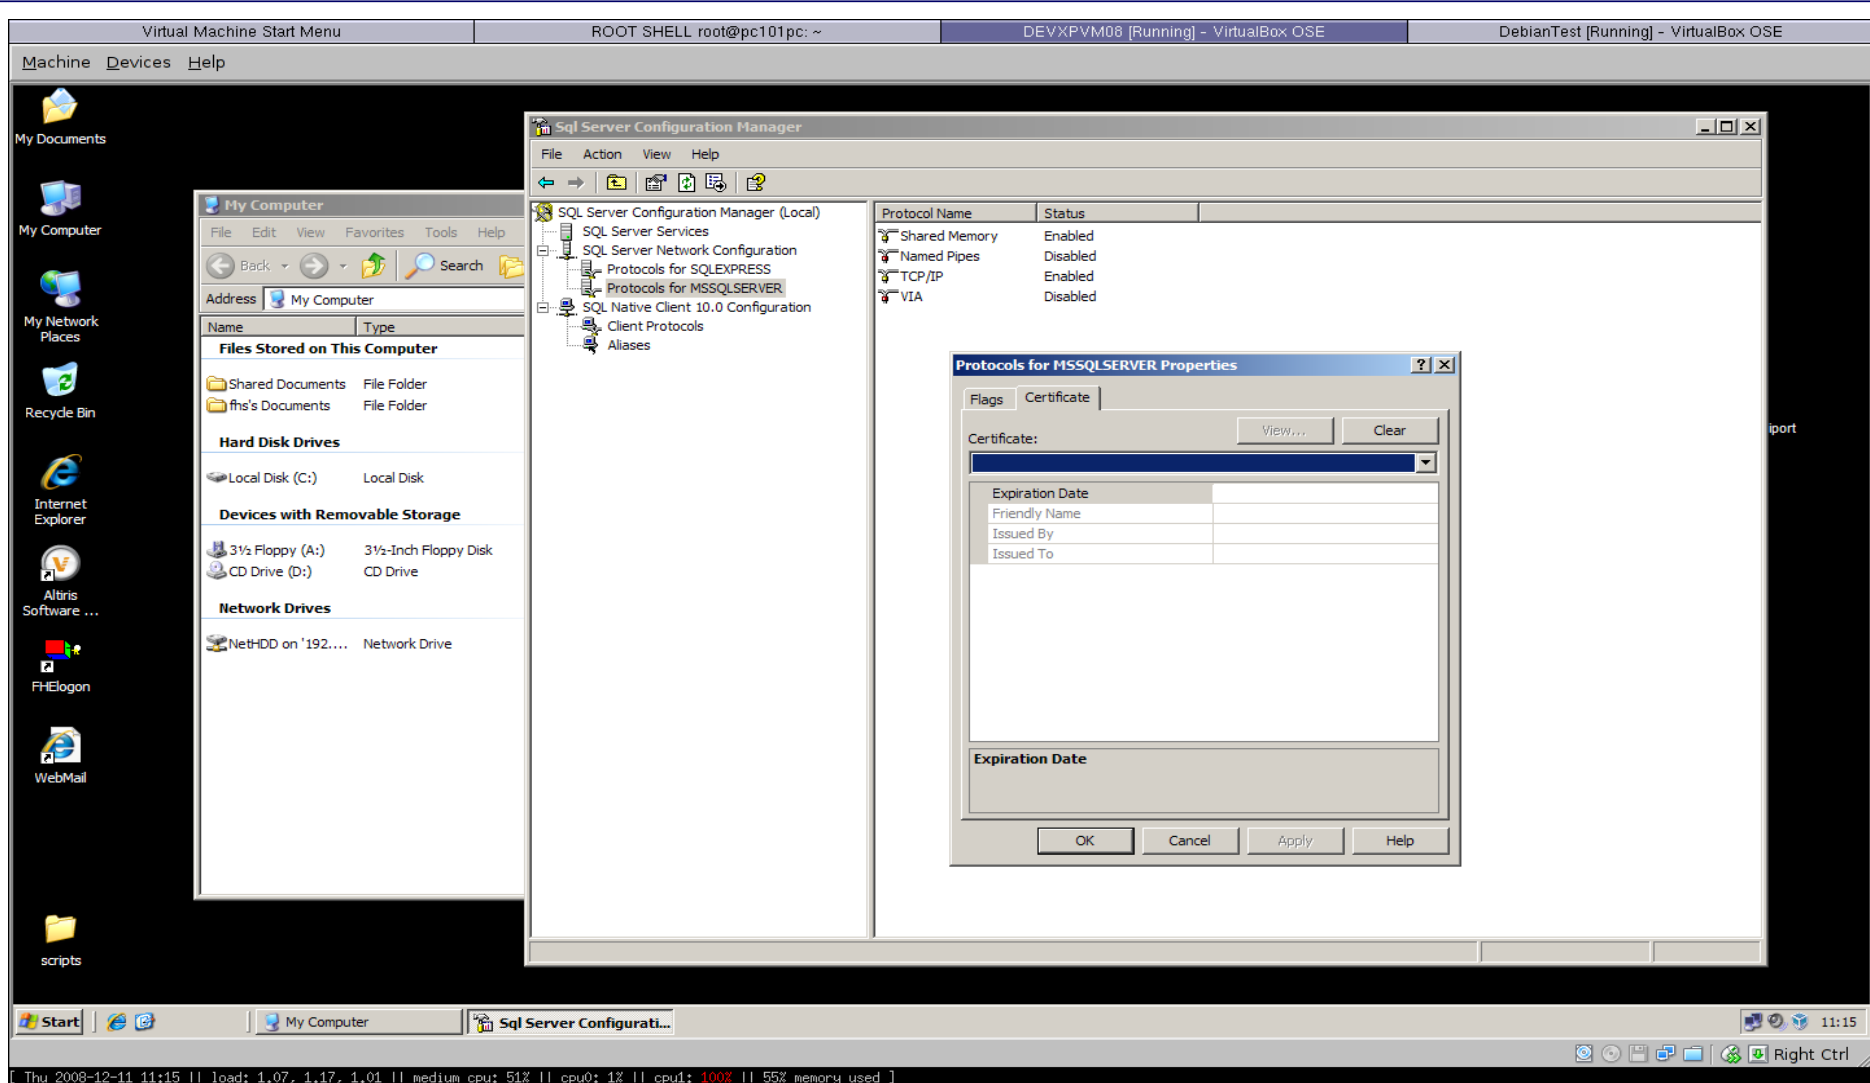 Virtual Machine Start Menu
ROOT SHELL root@pc101pc: ~
DEVXPVM08 [Running] - VirtualBox OSE
DebianTest [Running] - VirtualBox OSE
Machine Devices Help
My Documents
My Computer
My Network
Places
Recycle Bin
Internet
Explorer
Altiris
Software ...
FHElogon
WebMail
scripts
My Computer
File Edit View Favorites Tools Help
Back Search
Address My Computer
Name Type
Files Stored on This Computer
Shared Documents File Folder
fhs's Documents File Folder
Hard Disk Drives
Local Disk (C:) Local Disk
Devices with Removable Storage
3½ Floppy (A:) 3½-Inch Floppy Disk
CD Drive (D:) CD Drive
Network Drives
NetHDD on '192.... Network Drive
Sql Server Configuration Manager
File Action View Help
SQL Server Configuration Manager (Local)
SQL Server Services
SQL Server Network Configuration
Protocols for SQLEXPRESS
Protocols for MSSQLSERVER
SQL Native Client 10.0 Configuration
Client Protocols
Aliases
Protocol Name Status
Shared Memory Enabled
Named Pipes Disabled
TCP/IP Enabled
VIA Disabled
Protocols for MSSQLSERVER Properties
Flags Certificate
Certificate: View... Clear
Expiration Date
Friendly Name
Issued By
Issued To
Expiration Date
OK Cancel Apply Help
iport
Start My Computer Sql Server Configurati... 11:15
Right Ctrl
[ Thu 2008-12-11 11:15 || load: 1.07, 1.17, 1.01 || medium cpu: 51% || cpu0: 1% || cpu1: 100% || 55% memory used ]